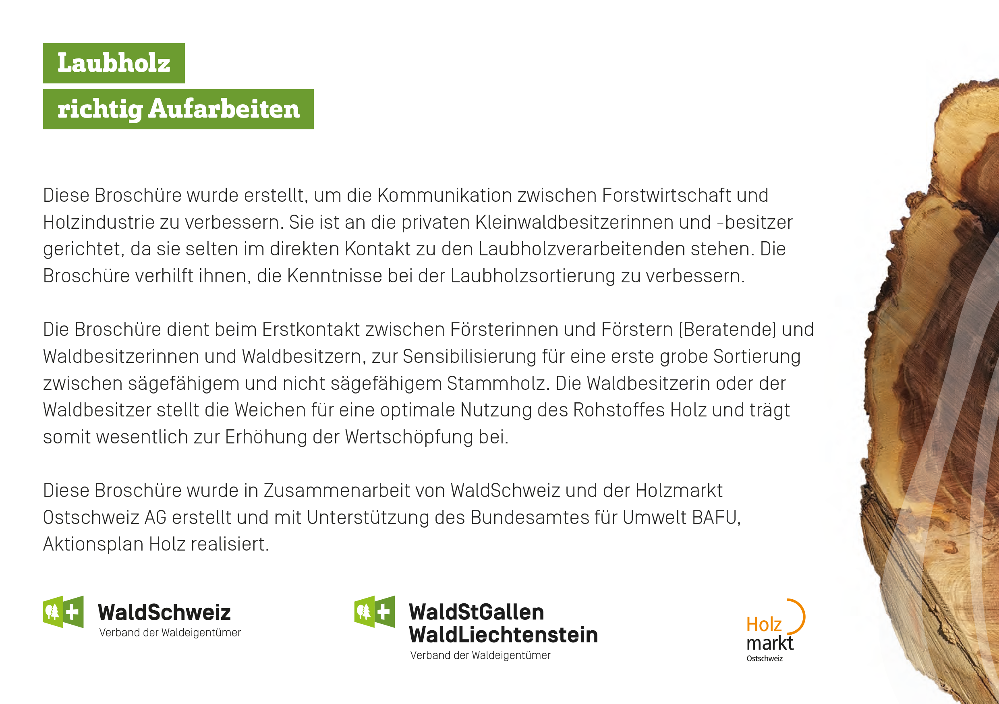 Laubholz
richtig Aufarbeiten
Diese Broschüre wurde erstellt, um die Kommunikation zwischen Forstwirtschaft und
Holzindustrie zu verbessern. Sie ist an die privaten Kleinwaldbesitzerinnen und -besitzer
gerichtet, da sie selten im direkten Kontakt zu den Laubholzverarbeitenden stehen. Die
Broschüre verhilft ihnen, die Kenntnisse bei der Laubholzsortierung zu verbessern.
Die Broschüre dient beim Erstkontakt zwischen Försterinnen und Förstern (Beratende) und
Waldbesitzerinnen und Waldbesitzern, zur Sensibilisierung für eine erste grobe Sortierung
zwischen sägefähigem und nicht sägefähigem Stammholz. Die Waldbesitzerin oder der
Waldbesitzer stellt die Weichen für eine optimale Nutzung des Rohstoffes Holz und trägt
somit wesentlich zur Erhöhung der Wertschöpfung bei.
Diese Broschüre wurde in Zusammenarbeit von WaldSchweiz und der Holzmarkt
Ostschweiz AG erstellt und mit Unterstützung des Bundesamtes für Umwelt BAFU,
Aktionsplan Holz realisiert.
WaldSchweiz
Verband der Waldeigentümer
WaldStGallen
WaldLiechtenstein
Verband der Waldeigentümer
Holz
markt
Ostschweiz